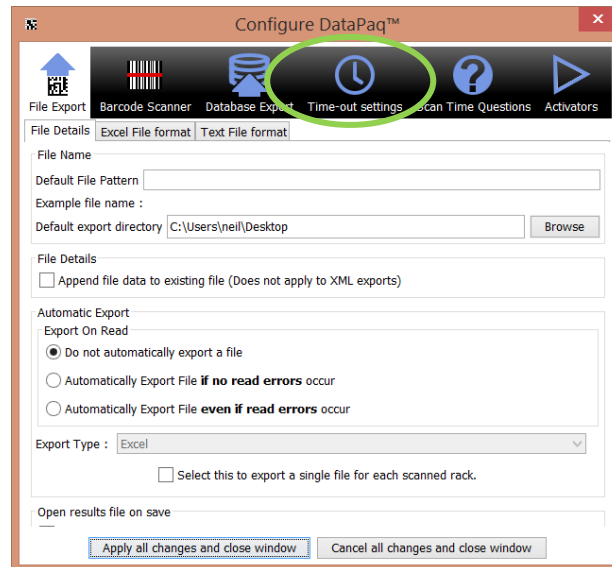 Configure DataPaq™
File Export Barcode Scanner Database Export Time-out settings Scan Time Questions Activators
File Details Excel File format Text File format
File Name
Default File Pattern
Example file name :
Default export directory C:\Users\neil\Desktop Browse
File Details
Append file data to existing file (Does not apply to XML exports)
Automatic Export
Export On Read
Do not automatically export a file
Automatically Export File if no read errors occur
Automatically Export File even if read errors occur
Export Type : Excel
Select this to export a single file for each scanned rack.
Open results file on save
Apply all changes and close window Cancel all changes and close window